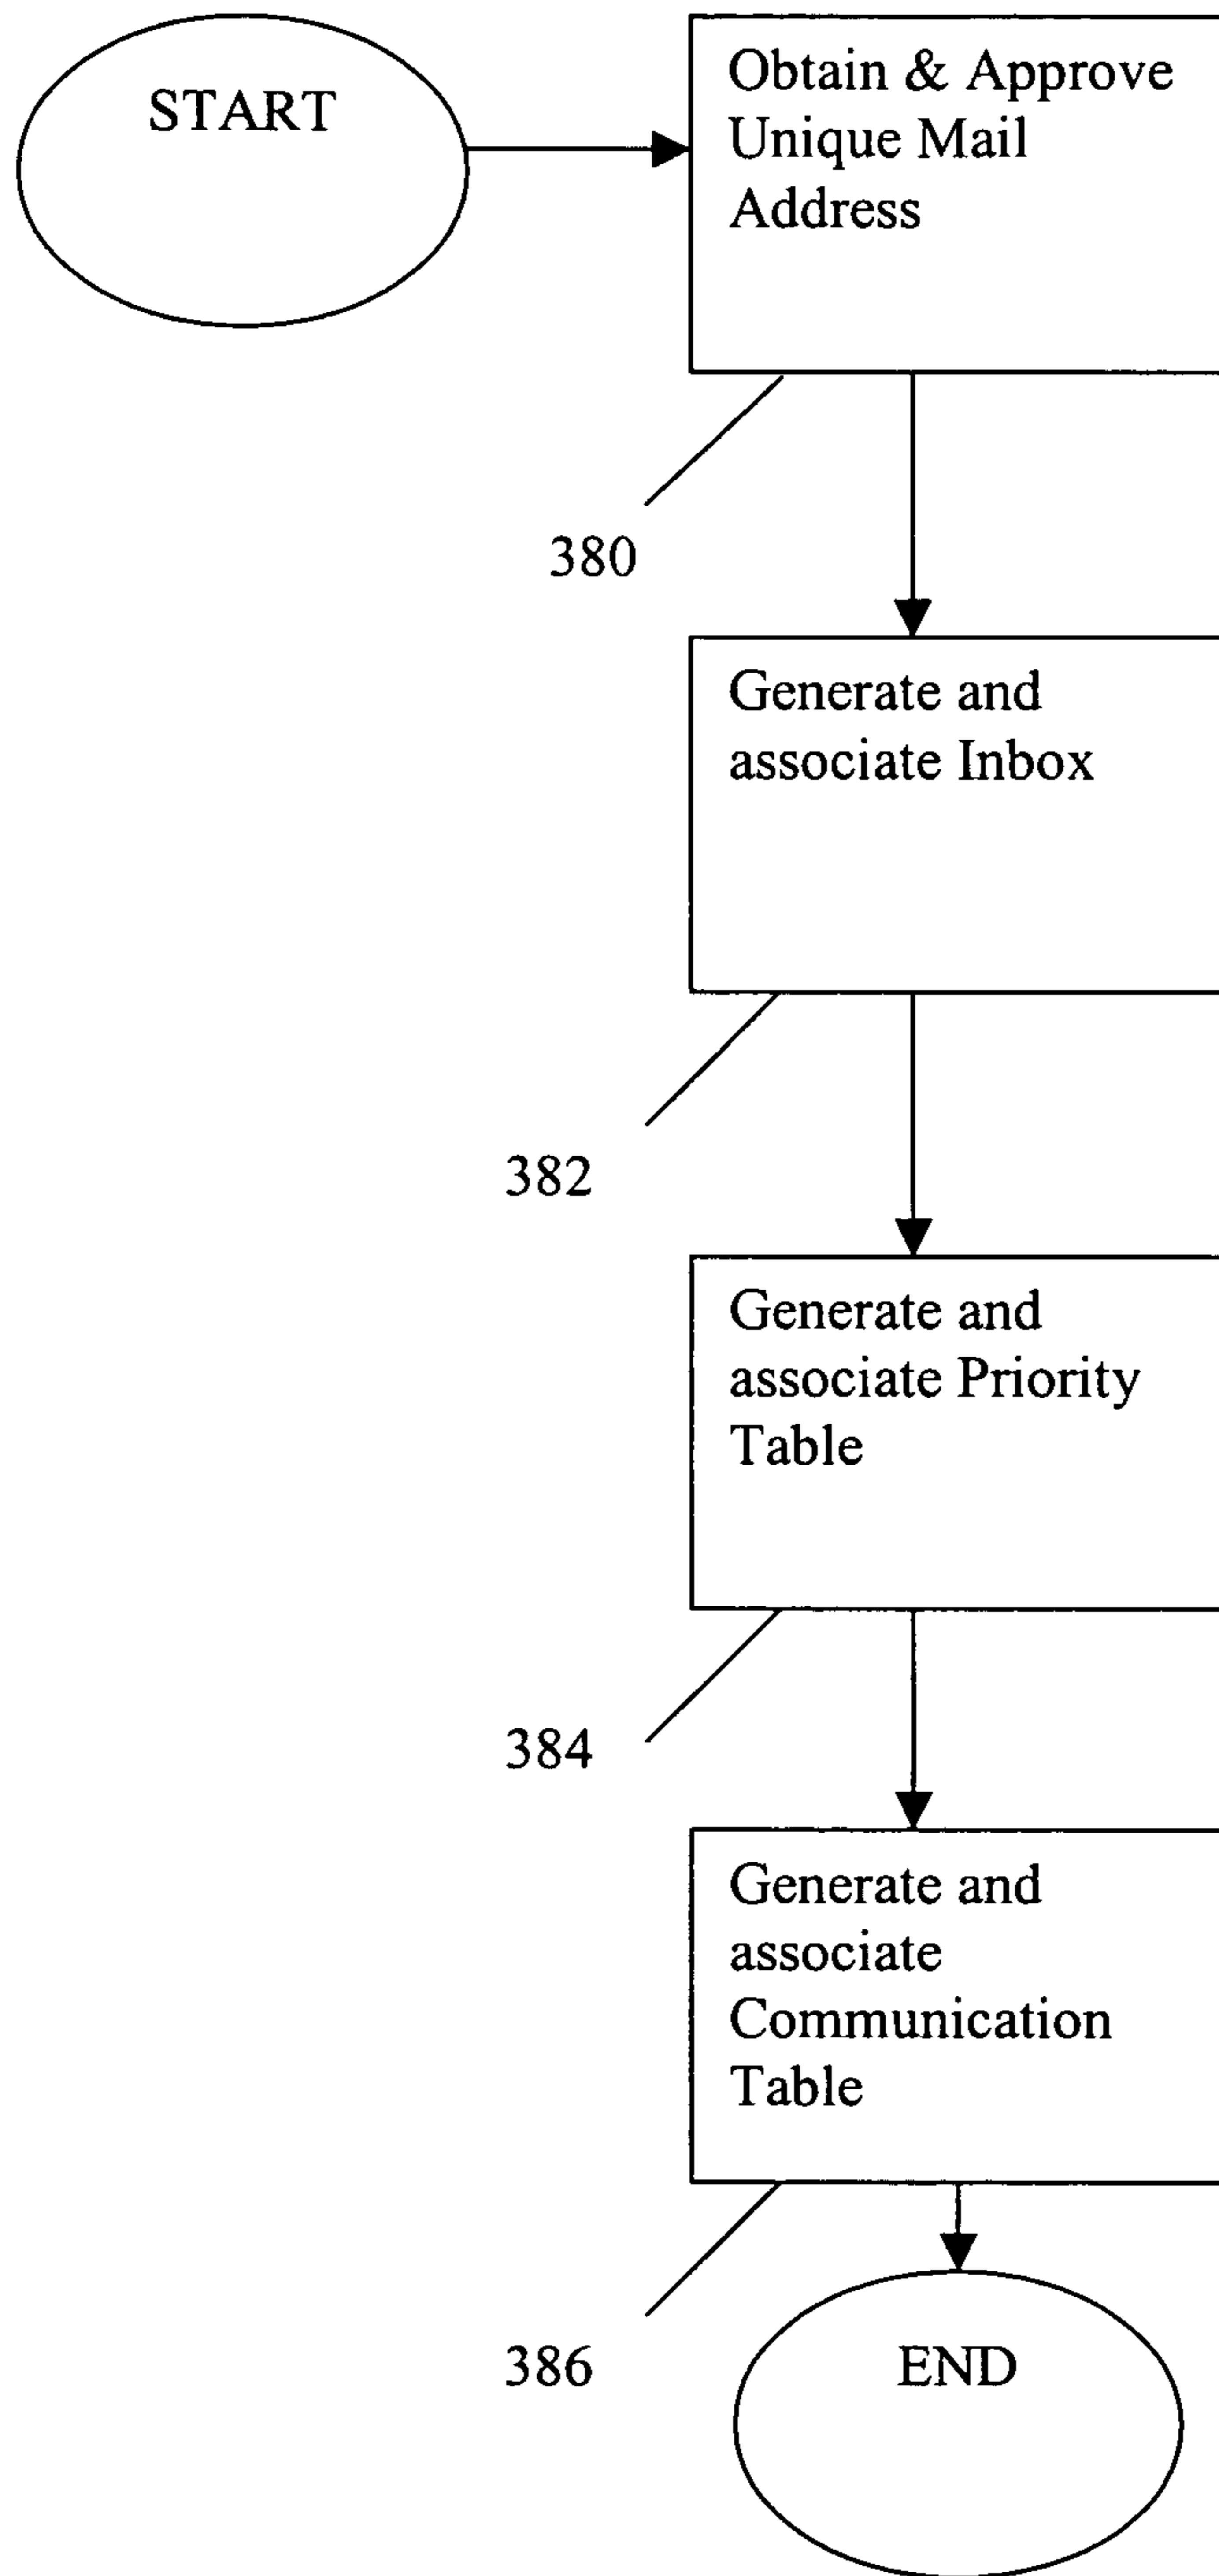 START
Obtain & Approve
Unique Mail
Address
380
Generate and
associate Inbox
382
Generate and
associate Priority
Table
384
Generate and
associate
Communication
Table
386
END